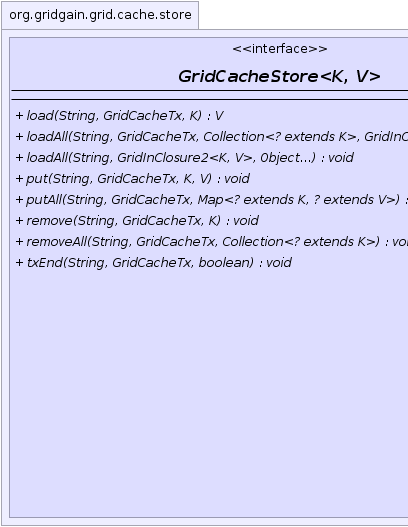 org.gridgain.grid.cache.store
<<interface>>
GridCacheStore<K, V>
+ load(String, GridCacheTx, K) : V
+ loadAll(String, GridCacheTx, Collection<? extends K>, GridInC
+ loadAll(String, GridInClosure2<K, V>, Object...) : void
+ put(String, GridCacheTx, K, V) : void
+ putAll(String, GridCacheTx, Map<? extends K, ? extends V>) :
+ remove(String, GridCacheTx, K) : void
+ removeAll(String, GridCacheTx, Collection<? extends K>) : voi
+ txEnd(String, GridCacheTx, boolean) : void